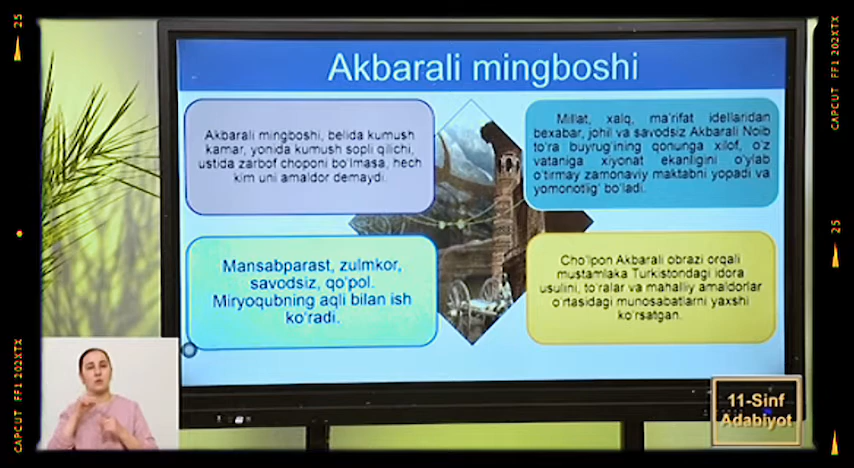 Akbarali mingboshi
Akbarali mingboshi, belida kumush
kamar, yonida kumush sopli qilichi,
ustida zarbof choponi bo'lmasa, hech
kim uni amaldor demaydi.
Millat, xalq, ma'rifat idellaridan
bexabar, johil va savodsiz Akbarali Noib
to'ra buyrug'ining qonunga xilof, o'z
vataniga xiyonat ekanligini o'ylab
o'tirmay zamonaviy maktabni yopadi va
yomonotlig' bo'ladi.
Mansabparast, zulmkor,
savodsiz, qo'pol.
Miryoqubning aqli bilan ish
ko'radi.
Cho'lpon Akbarali obrazi orqali
mustamlaka Turkistondagi idora
usulini, to'ralar va mahalliy amaldorlar
o'rtasidagi munosabatlarni yaxshi
ko'rsatgan.
11-Sinf
Adabiyot
25
CAPCUT FF1 202XTX
CAPCUT FF1 202XTX
25